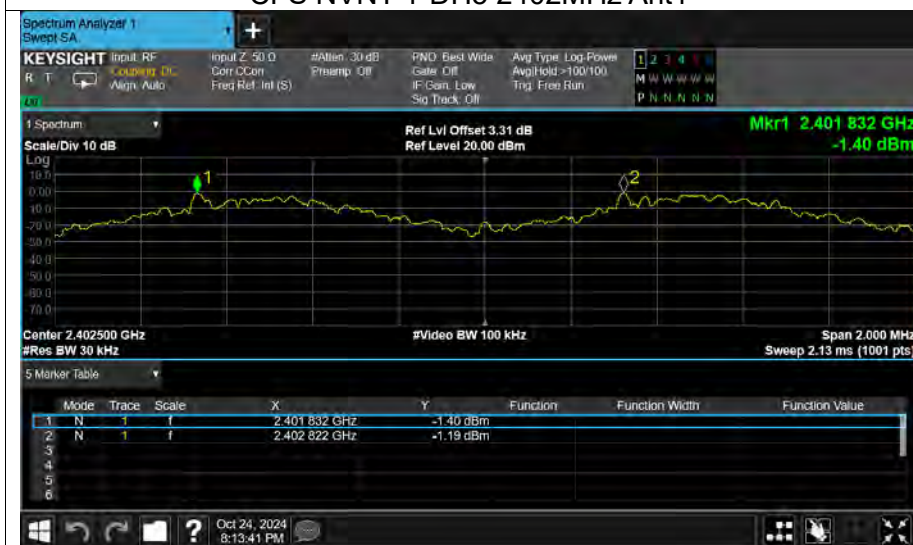 Spectrum Analyzer 1
Swept SA
+
KEYSIGHT Input: RF Input Z: 50 Ω #Atten: 30 dB PNO: Best Wide Avg Type: Log-Power 1 2 3 4 5 6
R T Coupling: DC Corr CCorr Preamp: Off Gate: Off Avg|Hold: >100/100 M W W W W W
Align: Auto Freq Ref: Int (S) IF Gain: Low Trig: Free Run
Sig Track: Off P N N N N N
1 Spectrum Ref Lvl Offset 3.31 dB Mkr1 2.401 832 GHz
Scale/Div 10 dB Ref Level 20.00 dBm -1.40 dBm
Log
10.0
0.00
-10.0
-20.0
-30.0
-40.0
-50.0
-60.0
-70.0
1
2
Center 2.402500 GHz #Video BW 100 kHz Span 2.000 MHz
#Res BW 30 kHz Sweep 2.13 ms (1001 pts)
5 Marker Table
Mode Trace Scale X Y Function Function Width Function Value
1 N 1 f 2.401 832 GHz -1.40 dBm
2 N 1 f 2.402 822 GHz -1.19 dBm
3
4
5
6
? Oct 24, 2024
8:13:41 PM